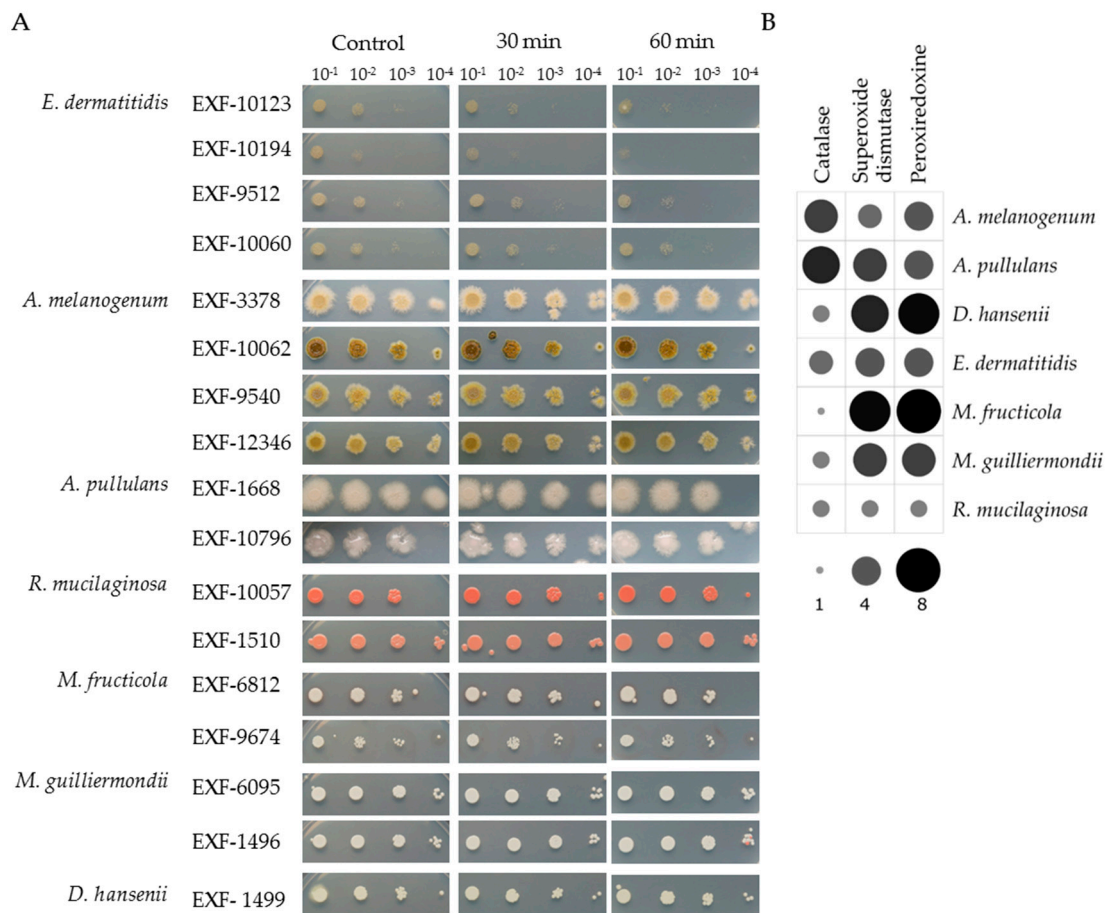 A
B
Control 30 min 60 min
10-1 10-2 10-3 10-4 10-1 10-2 10-3 10-4 10-1 10-2 10-3 10-4
E. dermatitidis EXF-10123
EXF-10194
EXF-9512
EXF-10060
A. melanogenum EXF-3378
EXF-10062
EXF-9540
EXF-12346
A. pullulans EXF-1668
EXF-10796
R. mucilaginosa EXF-10057
EXF-1510
M. fructicola EXF-6812
EXF-9674
M. guilliermondii EXF-6095
EXF-1496
D. hansenii EXF- 1499
Catalase
Superoxide
dismutase
Peroxiredoxine
A. melanogenum
A. pullulans
D. hansenii
E. dermatitidis
M. fructicola
M. guilliermondii
R. mucilaginosa
1 4 8